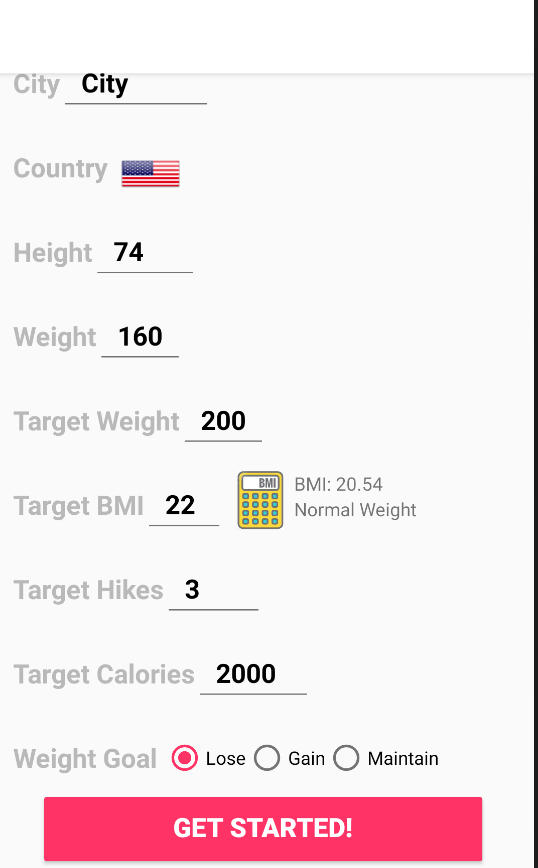 City City
Country
Height 74
Weight 160
Target Weight 200
BMI
BMI: 20.54
Target BMI 22
Normal Weight
Target Hikes 3
Target Calories 2000
Weight Goal Lose Gain Maintain
GET STARTED!